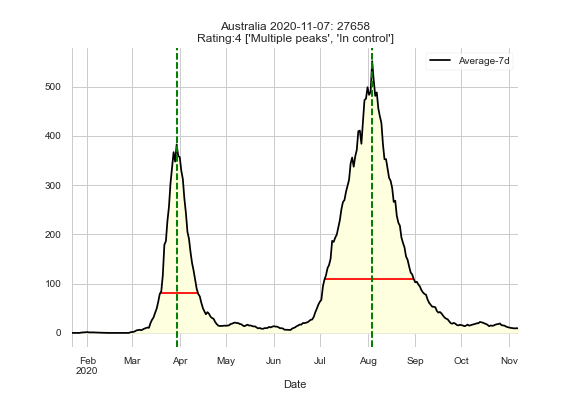 Australia 2020-11-07: 27658
Rating:4 ['Multiple peaks', 'In control']
Average-7d
500
400
300
200
100
0
Feb Mar Apr May Jun Jul Aug Sep Oct Nov
2020
Date